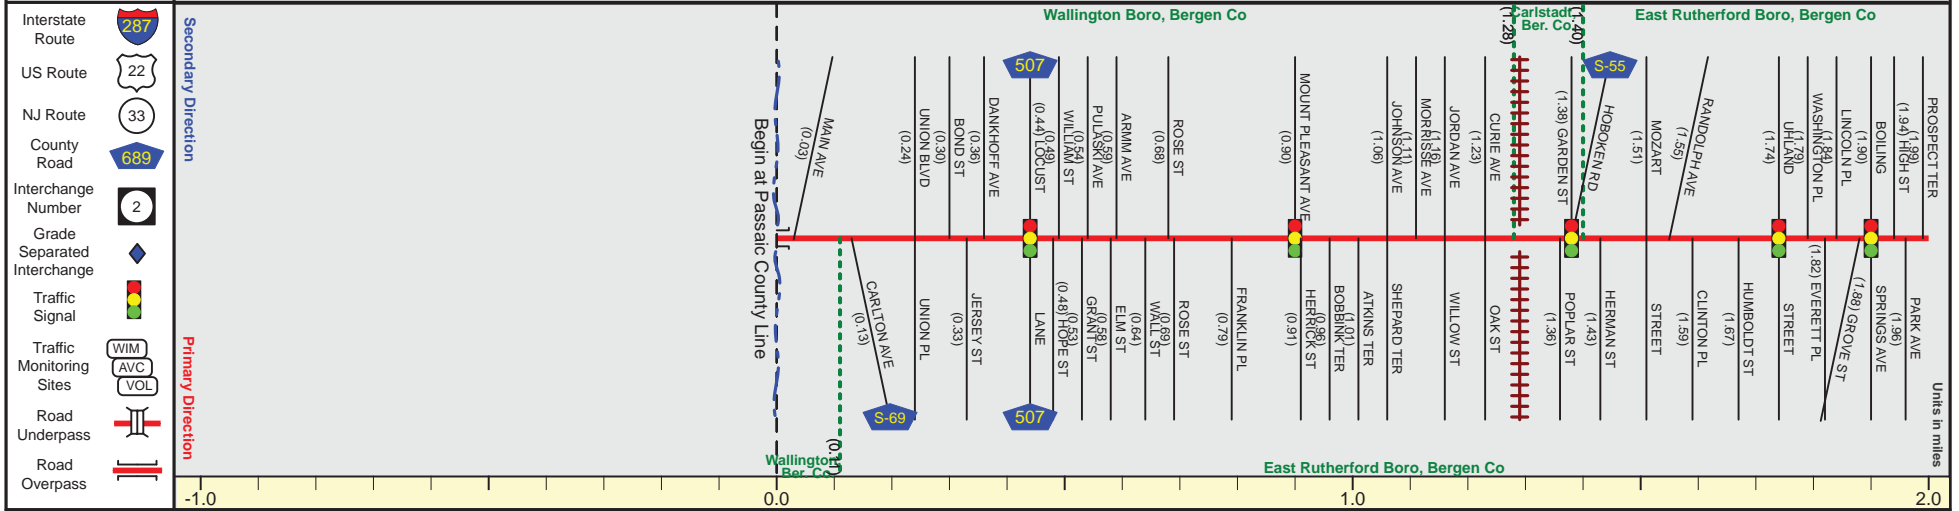 Interstate
Route
287
US Route
22
NJ Route
33
County
Road
689
Interchange
Number
2
Grade
Separated
Interchange
Traffic
Signal
Traffic
Monitoring
Sites
WIM
AVC
VOL
Road
Underpass
Road
Overpass
Secondary Direction
Primary Direction
Wallington Boro, Bergen Co
(1.28)
Carlstadt
Ber. Co
(1.40)
East Rutherford Boro, Bergen Co
Begin at Passaic County Line
MAIN AVE
(0.03)
(0.24)
UNION BLVD
(0.30)
BOND ST
(0.36)
DANKHOFF AVE
507
(0.44) LOCUST
(0.49)
WILLIAM ST
(0.54)
PULASKI AVE
(0.59)
ARMM AVE
(0.68)
ROSE ST
(0.90)
MOUNT PLEASANT AVE
(1.06)
JOHNSON AVE
(1.11)
MORRISSE AVE
(1.16)
JORDAN AVE
(1.23)
CURIE AVE
(1.38) GARDEN ST
S-55
HOBOKEN RD
(1.51)
MOZART
(1.55)
RANDOLPH AVE
(1.74)
UHLAND
(1.79)
WASHINGTON PL
(1.84)
LINCOLN PL
(1.90)
BOILING
(1.94) HIGH ST
(1.99)
PROSPECT TER
CARLTON AVE
(0.13)
S-69
UNION PL
(0.33)
JERSEY ST
LANE
507
(0.48) HOPE ST
(0.53)
GRANT ST
(0.58)
ELM ST
(0.64)
WALL ST
(0.69)
ROSE ST
(0.79)
FRANKLIN PL
(0.91)
HERRICK ST
(0.96)
BOBBINK TER
(1.01)
ATKINS TER
SHEPARD TER
WILLOW ST
OAK ST
(1.36)
POPLAR ST
(1.43)
HERMAN ST
STREET
(1.59)
CLINTON PL
(1.67)
HUMBOLDT ST
STREET
(1.82) EVERETT PL
(1.88) GROVE ST
SPRINGS AVE
(1.96)
PARK AVE
Units in miles
Wallington
Ber. Co
(0.11)
East Rutherford Boro, Bergen Co
-1.0
0.0
1.0
2.0